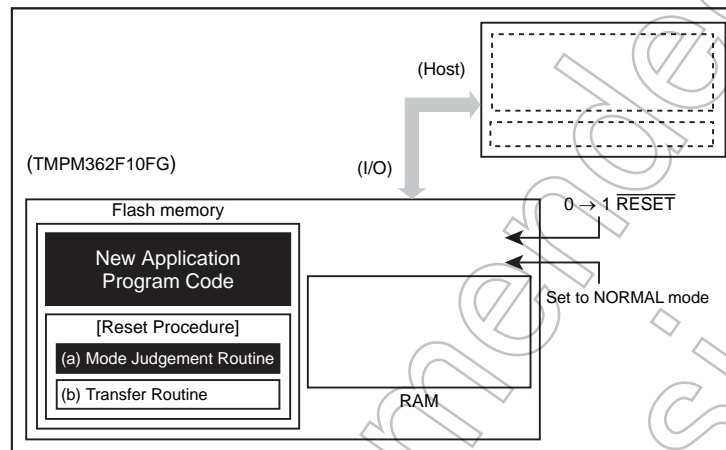 (Host)
(I/O)
(TMPM362F10FG)
0 → 1 RESET
Flash memory
New Application
Program Code
Set to NORMAL mode
[Reset Procedure]
(a) Mode Judgement Routine
(b) Transfer Routine
RAM